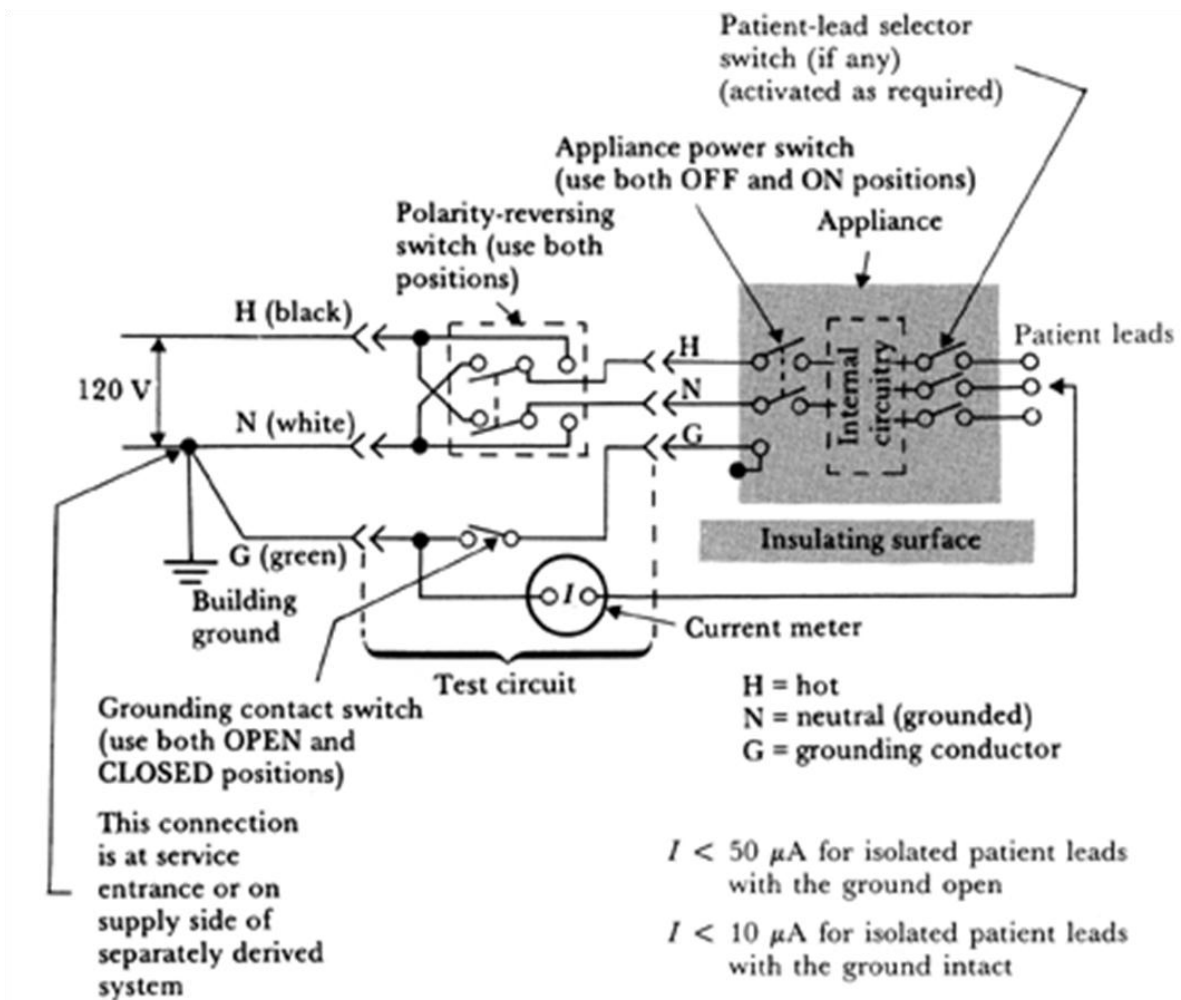 Patient-lead selector
switch (if any)
(activated as required)
Appliance power switch
(use both OFF and ON positions)
Appliance
Polarity-reversing
switch (use both
positions)
H (black)
120 V
N (white)
H
N
G
Internal
circuitry
Patient leads
Insulating surface
G (green)
Building
ground
I
Current meter
Test circuit
Grounding contact switch
(use both OPEN and
CLOSED positions)
H = hot
N = neutral (grounded)
G = grounding conductor
This connection
is at service
entrance or on
supply side of
separately derived
system
I < 50 μA for isolated patient leads
with the ground open
I < 10 μA for isolated patient leads
with the ground intact